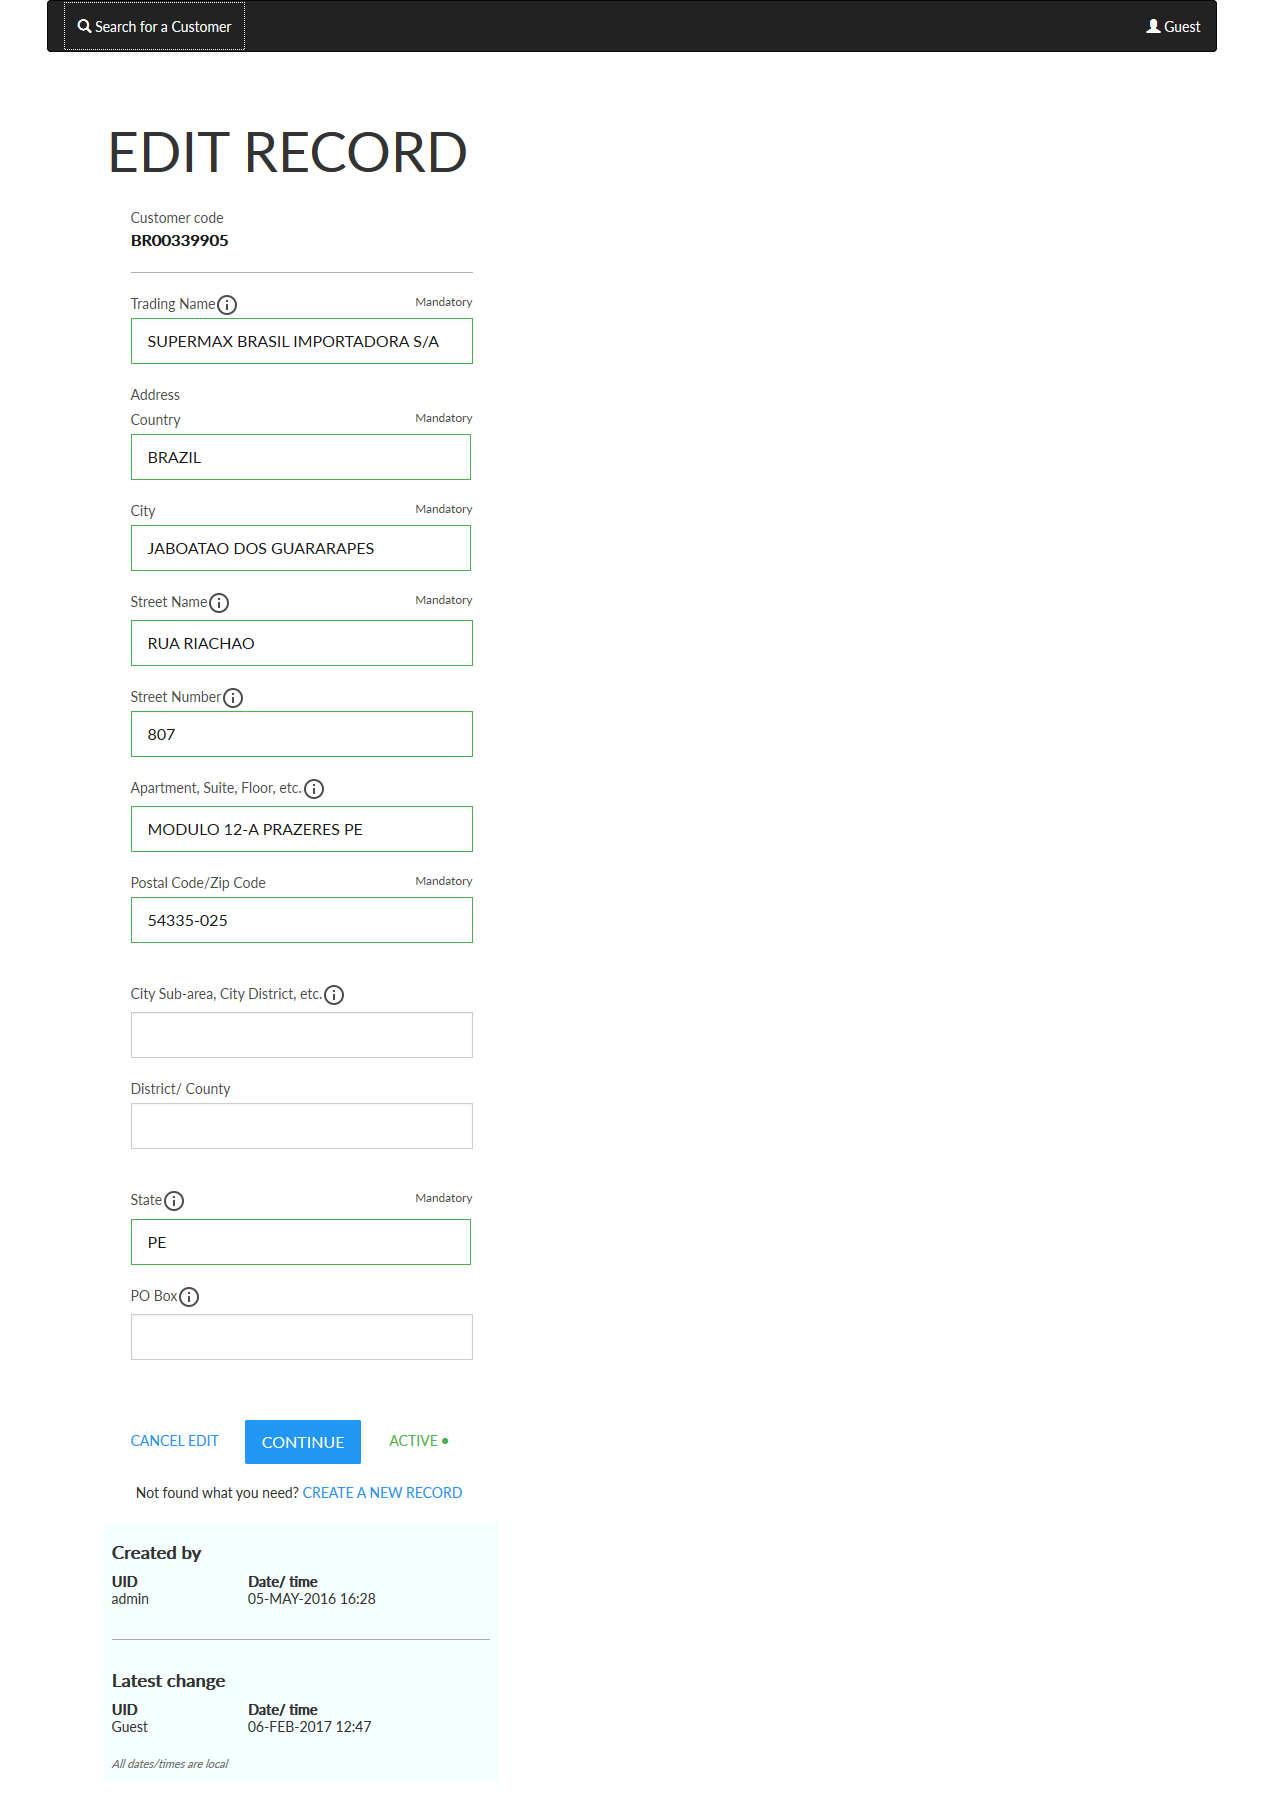 Search for a Customer
Guest
EDIT RECORD
Customer code
BR00339905
Trading Name Mandatory
SUPERMAX BRASIL IMPORTADORA S/A
Address
Country Mandatory
BRAZIL
City Mandatory
JABOATAO DOS GUARARAPES
Street Name Mandatory
RUA RIACHAO
Street Number
807
Apartment, Suite, Floor, etc.
MODULO 12-A PRAZERES PE
Postal Code/Zip Code Mandatory
54335-025
City Sub-area, City District, etc.
District/ County
State Mandatory
PE
PO Box
CANCEL EDIT CONTINUE ACTIVE
Not found what you need? CREATE A NEW RECORD
Created by
UID Date/ time
admin 05-MAY-2016 16:28
Latest change
UID Date/ time
Guest 06-FEB-2017 12:47
All dates/times are local